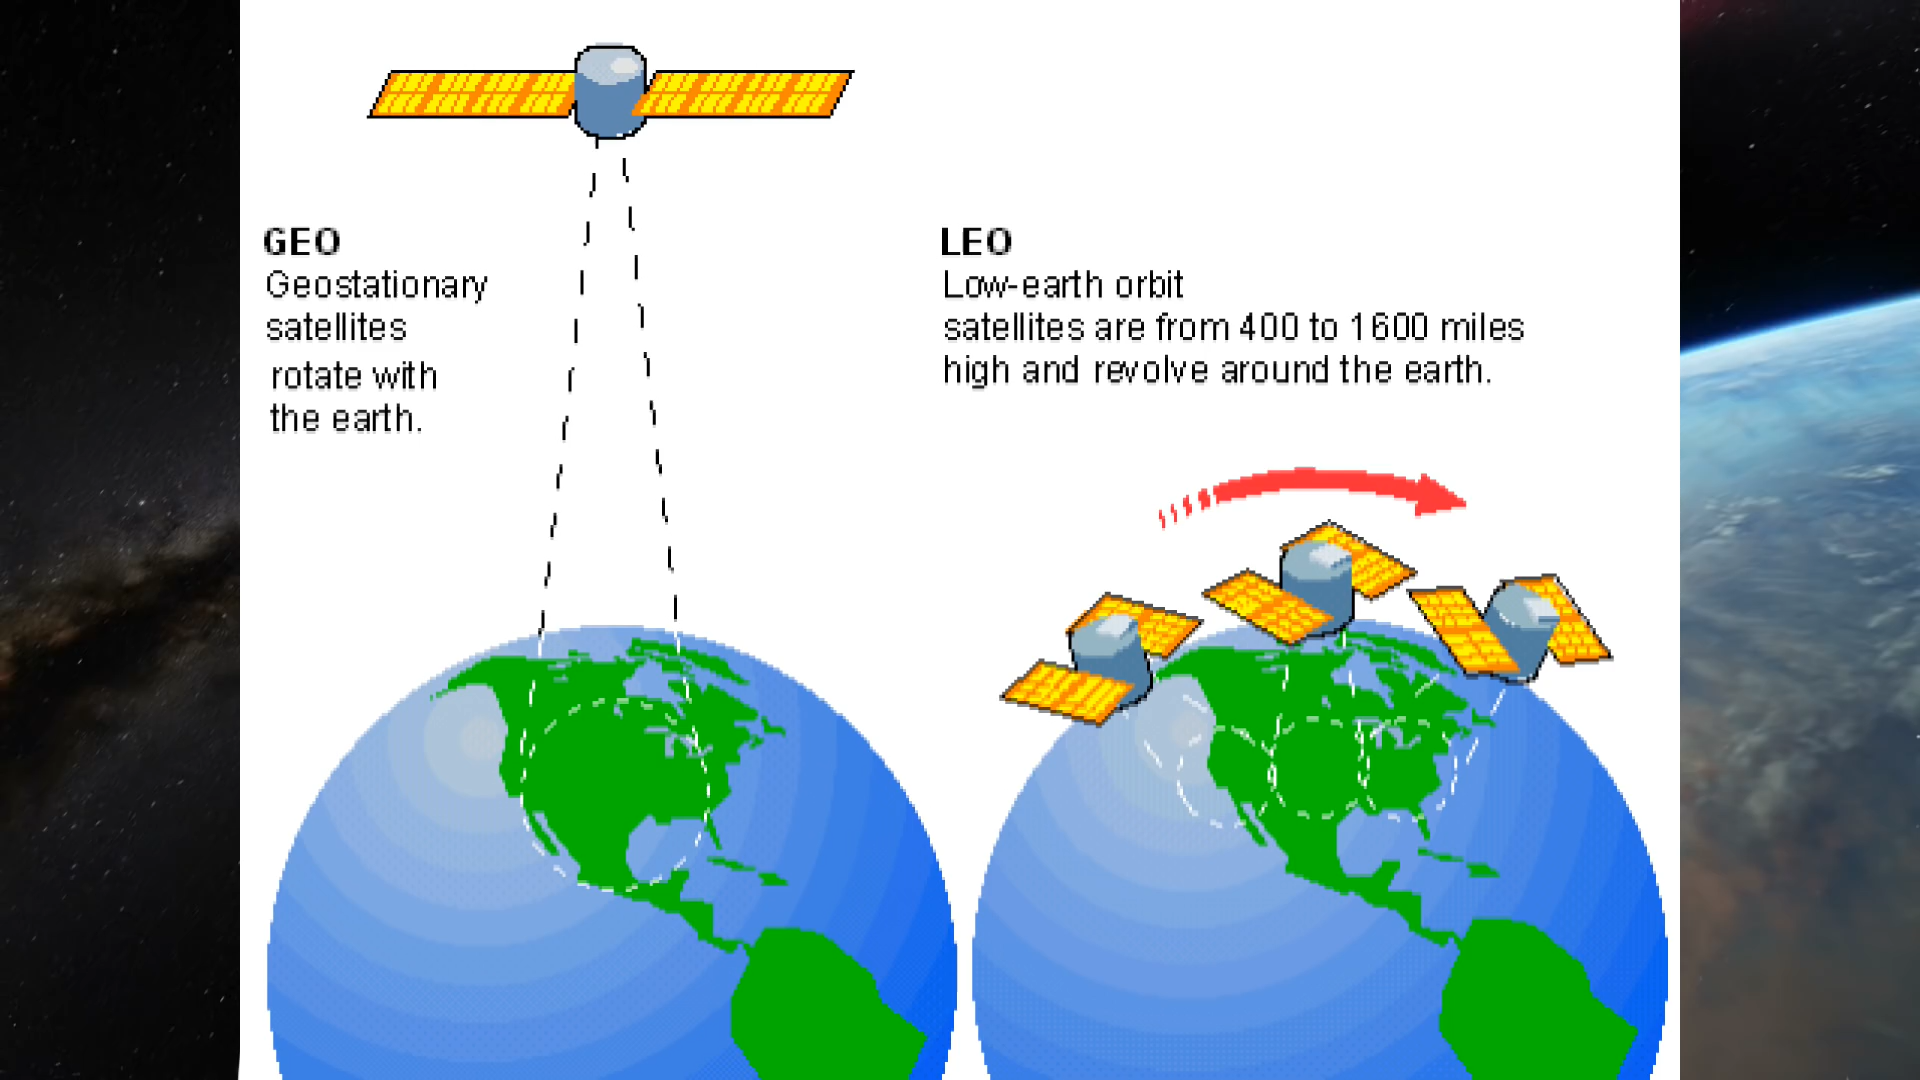 GEO
Geostationary
satellites
rotate with
the earth.
LEO
Low-earth orbit
satellites are from 400 to 1600 miles
high and revolve around the earth.